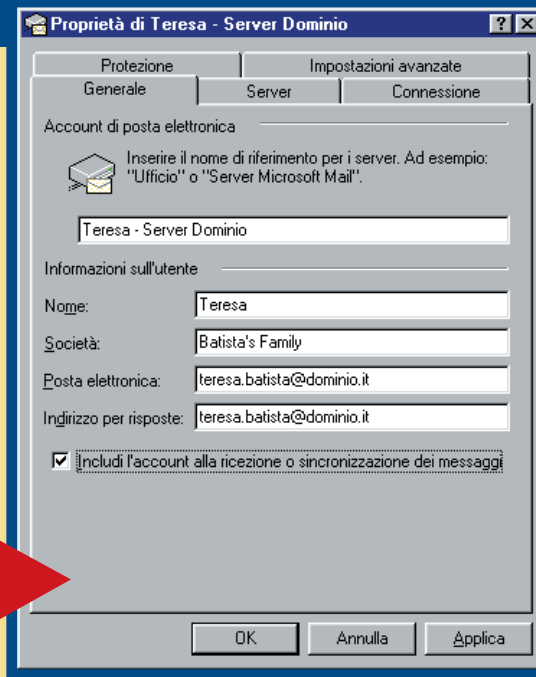 Proprietà di Teresa - Server Dominio
Protezione Impostazioni avanzate
Generale Server Connessione
Account di posta elettronica
Inserire il nome di riferimento per i server. Ad esempio:
"Ufficio" o "Server Microsoft Mail".
Teresa - Server Dominio
Informazioni sull'utente
Nome: Teresa
Società: Batista's Family
Posta elettronica: teresa.batista@dominio.it
Indirizzo per risposte: teresa.batista@dominio.it
Includi l'account alla ricezione o sincronizzazione dei messaggi
OK Annulla Applica